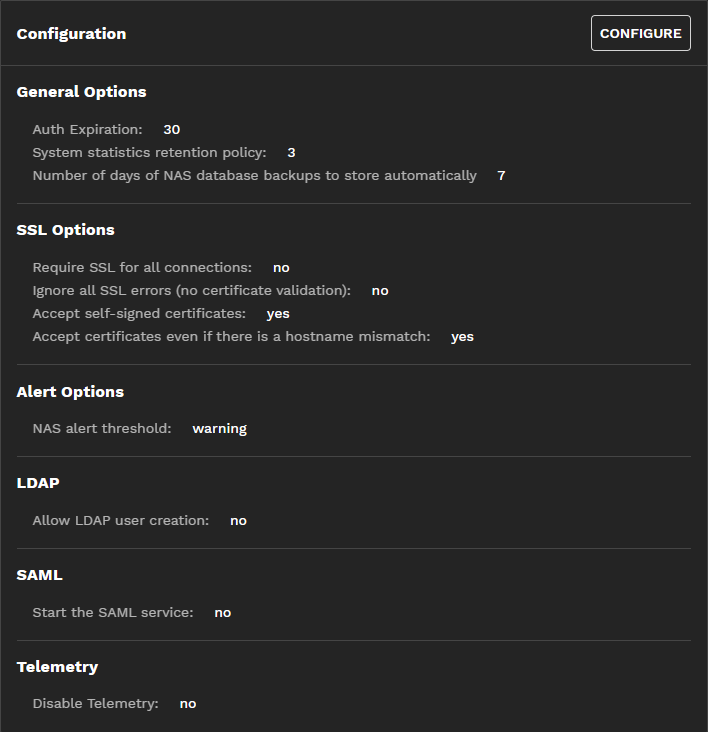 Configuration
CONFIGURE
General Options
Auth Expiration: 30
System statistics retention policy: 3
Number of days of NAS database backups to store automatically 7
SSL Options
Require SSL for all connections: no
Ignore all SSL errors (no certificate validation): no
Accept self-signed certificates: yes
Accept certificates even if there is a hostname mismatch: yes
Alert Options
NAS alert threshold: warning
LDAP
Allow LDAP user creation: no
SAML
Start the SAML service: no
Telemetry
Disable Telemetry: no